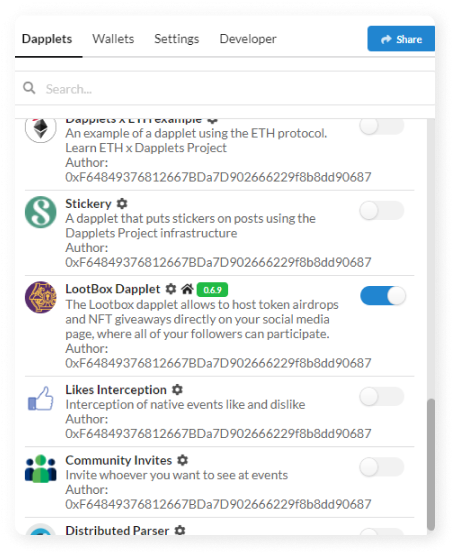 Dapplets Wallets Settings Developer Share
Search...
Dapplets x ETH example
An example of a dapplet using the ETH protocol.
Learn ETH x Dapplets Project
Author:
0xF64849376812667BDa7D902666229f8b8dd90687
Stickery
A dapplet that puts stickers on posts using the
Dapplets Project infrastructure
Author:
0xF64849376812667BDa7D902666229f8b8dd90687
LootBox Dapplet 0.6.9
The Lootbox dapplet allows to host token airdrops
and NFT giveaways directly on your social media
page, where all of your followers can participate.
Author:
0xF64849376812667BDa7D902666229f8b8dd90687
Likes Interception
Interception of native events like and dislike
Author:
0xF64849376812667BDa7D902666229f8b8dd90687
Community Invites
Invite whoever you want to see at events
Author:
0xF64849376812667BDa7D902666229f8b8dd90687
Distributed Parser